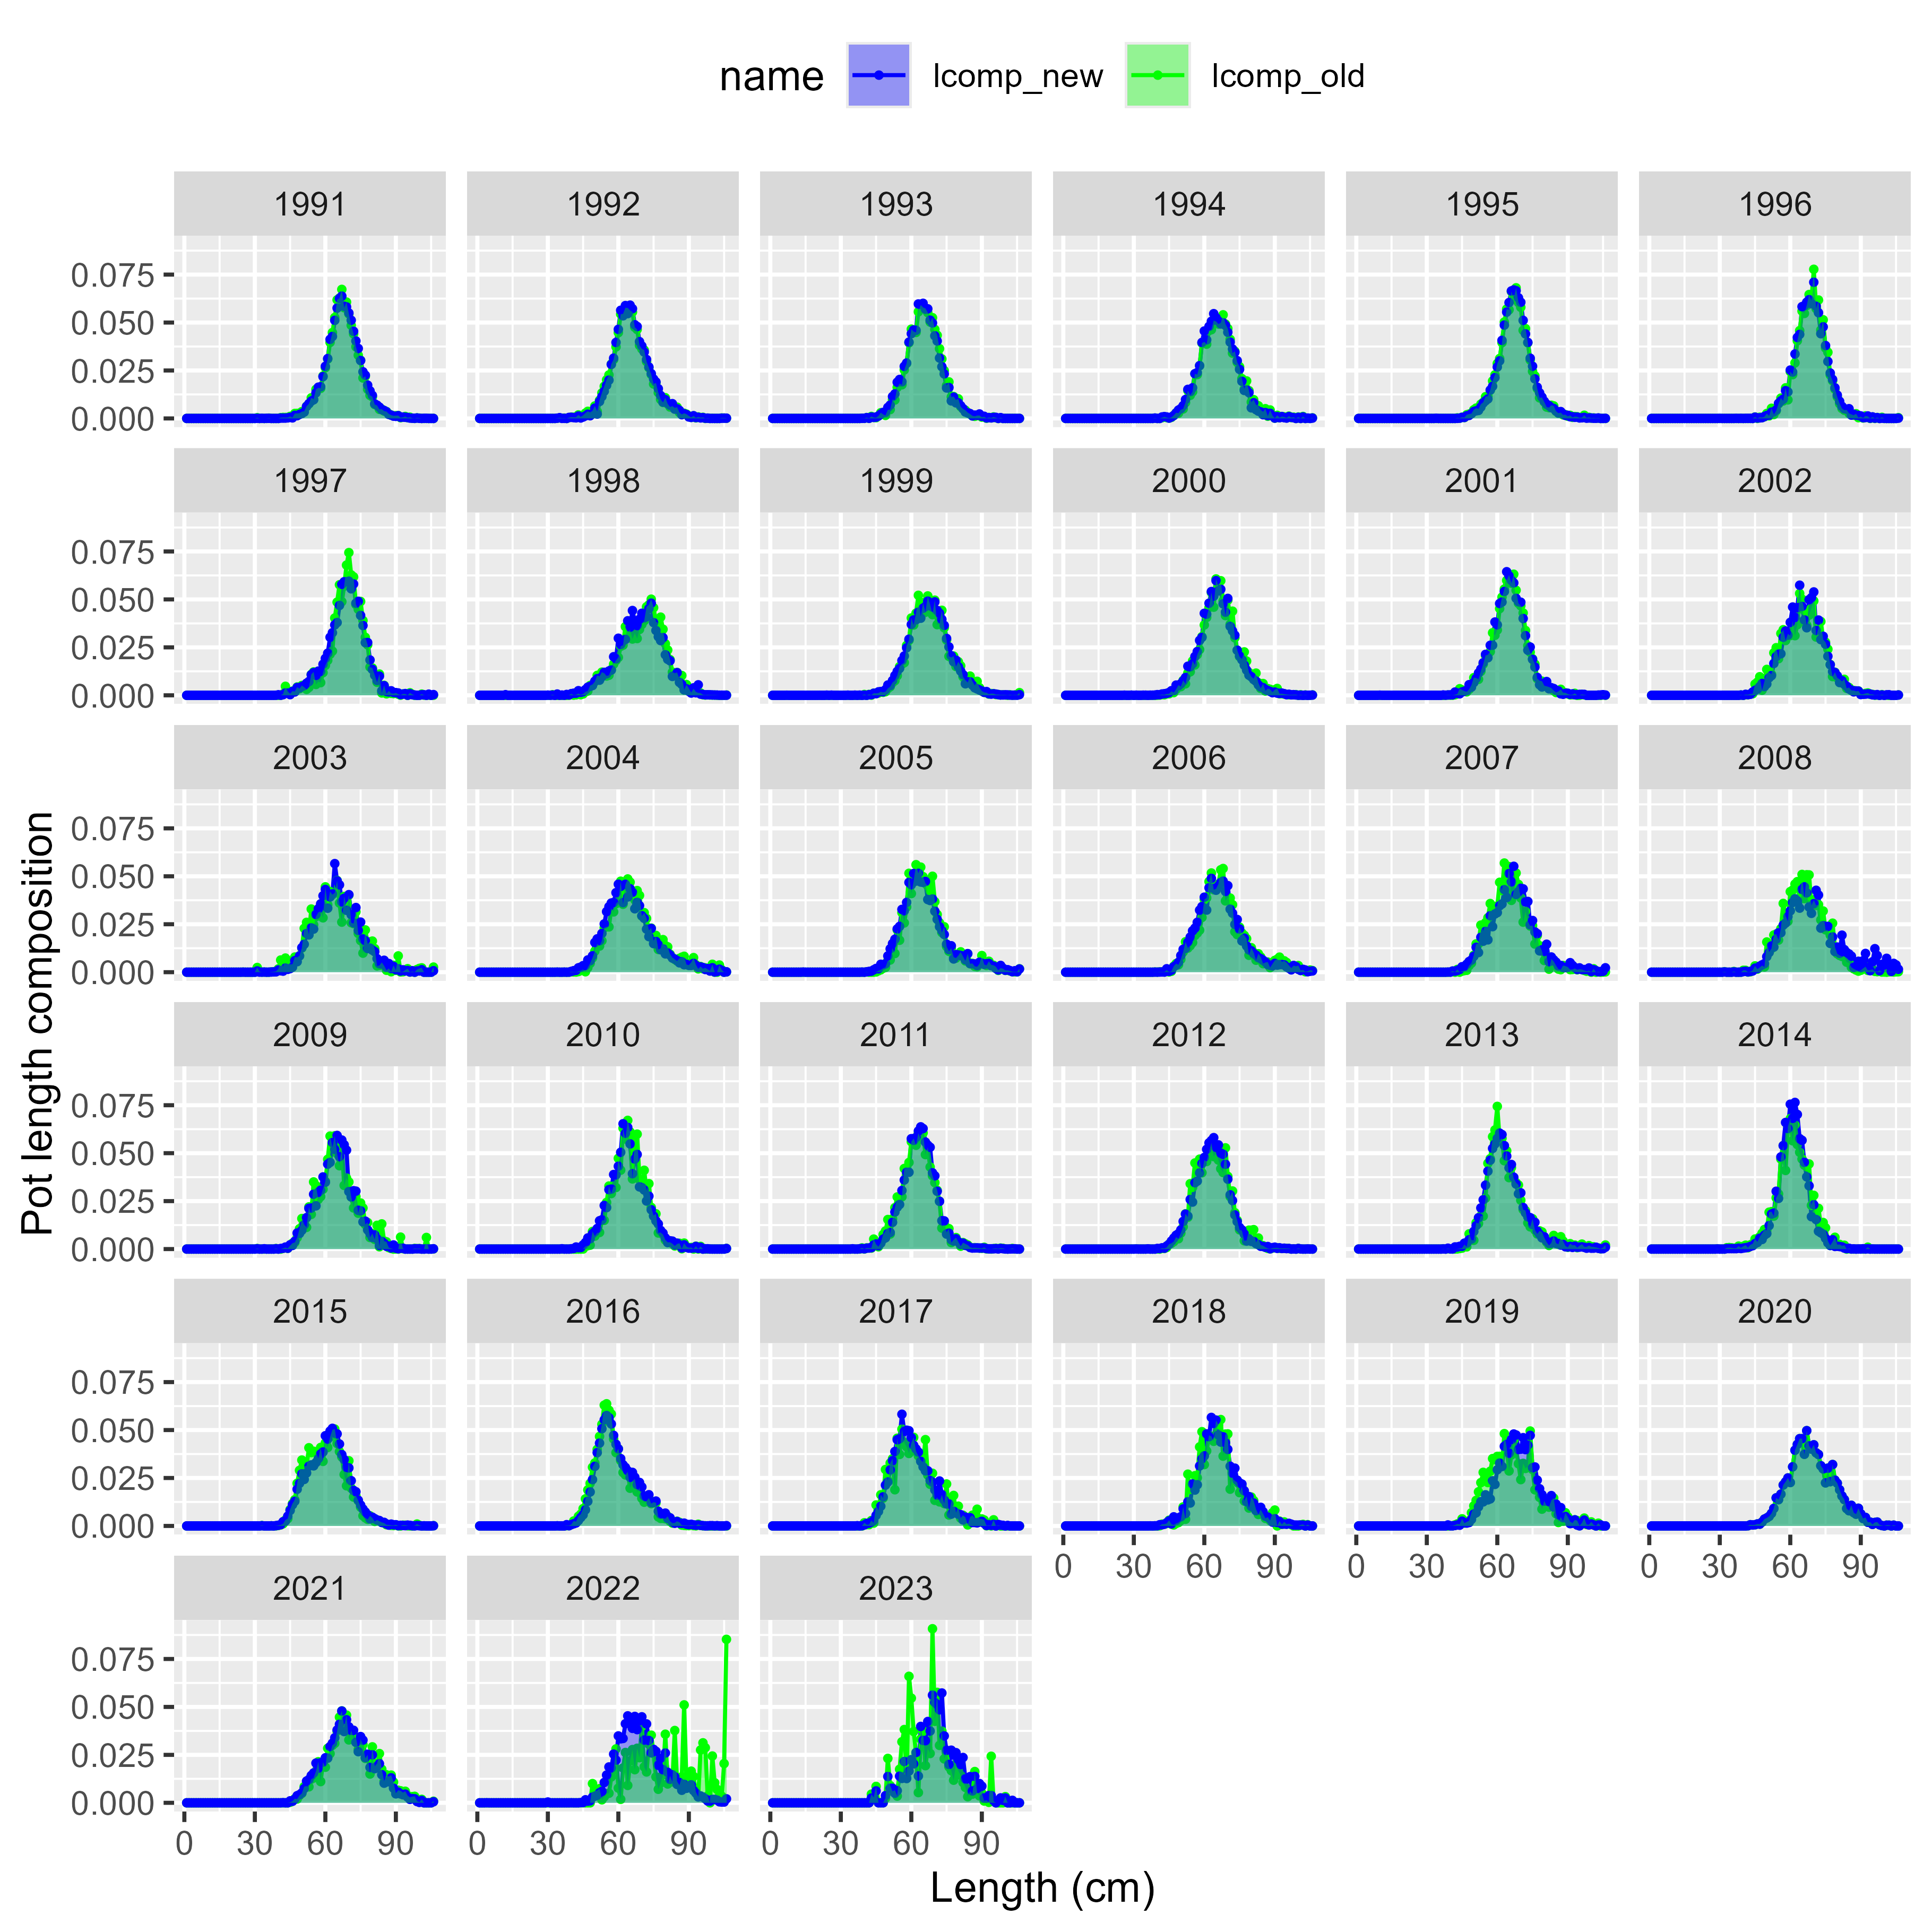 name lcomp_new lcomp_old
1991 1992 1993 1994 1995 1996
0.075
0.050
0.025
0.000
1997 1998 1999 2000 2001 2002
0.075
0.050
0.025
0.000
2003 2004 2005 2006 2007 2008
0.075
0.050
0.025
0.000
Pot length composition
2009 2010 2011 2012 2013 2014
0.075
0.050
0.025
0.000
2015 2016 2017 2018 2019 2020
0.075
0.050
0.025
0.000
0 30 60 90 0 30 60 90 0 30 60 90
2021 2022 2023
0.075
0.050
0.025
0.000
0 30 60 90 0 30 60 90 0 30 60 90
Length (cm)